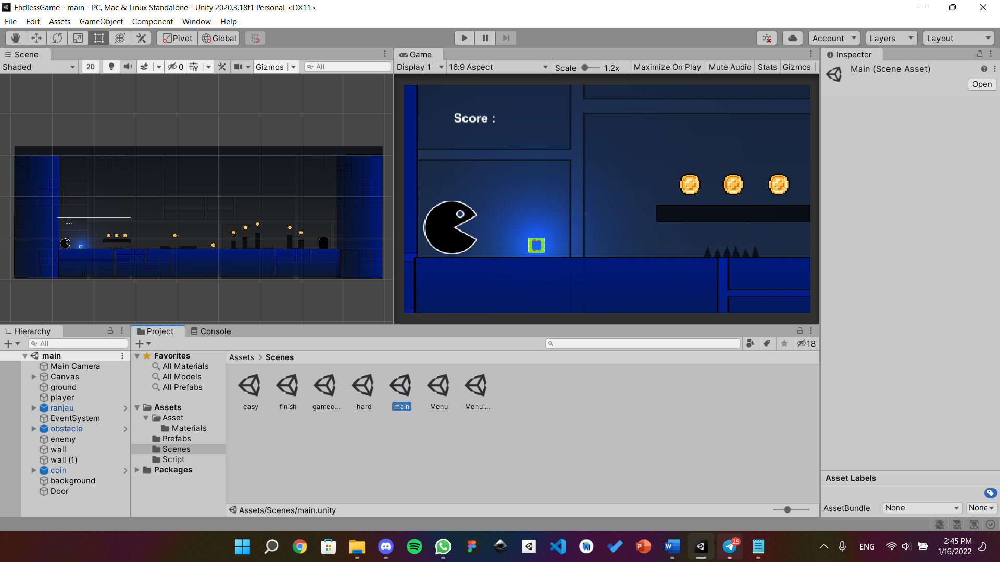 EndlessGame - main - PC, Mac & Linux Standalone - Unity 2020.3.18f1 Personal <DX11>
File Edit Assets GameObject Component Window Help
Pivot Global Account Layers Layout
Scene
Shaded 2D 0 Gizmos All
Game
Display 1 16:9 Aspect Scale 1.2x Maximize On Play Mute Audio Stats Gizmos
Score :
Inspector
Main (Scene Asset)
Open
Hierarchy
All
main
Main Camera
Canvas
ground
player
ranjau
EventSystem
obstacle
enemy
wall
wall (1)
coin
background
Door
Project Console
18
Favorites
All Materials
All Models
All Prefabs
Assets
Asset
Materials
Prefabs
Scenes
Script
Packages
Assets > Scenes
easy finish gameo... hard main Menu Menul...
Assets/Scenes/main.unity
Asset Labels
AssetBundle None None
25
ENG
2:45 PM
1/16/2022